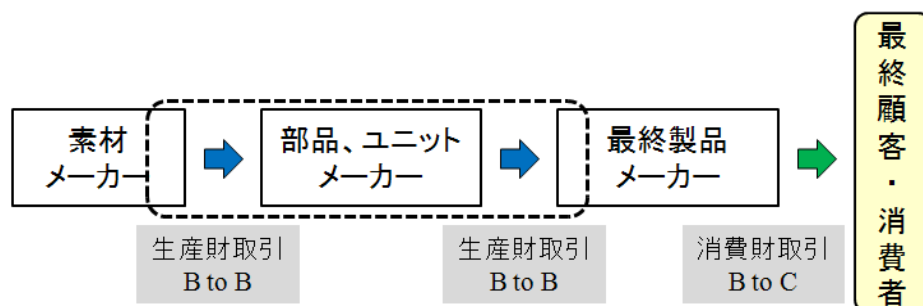 素材
メーカー
部品、ユニット
メーカー
最終製品
メーカー
最終顧客・消費者
生産財取引
B to B
生産財取引
B to B
消費財取引
B to C